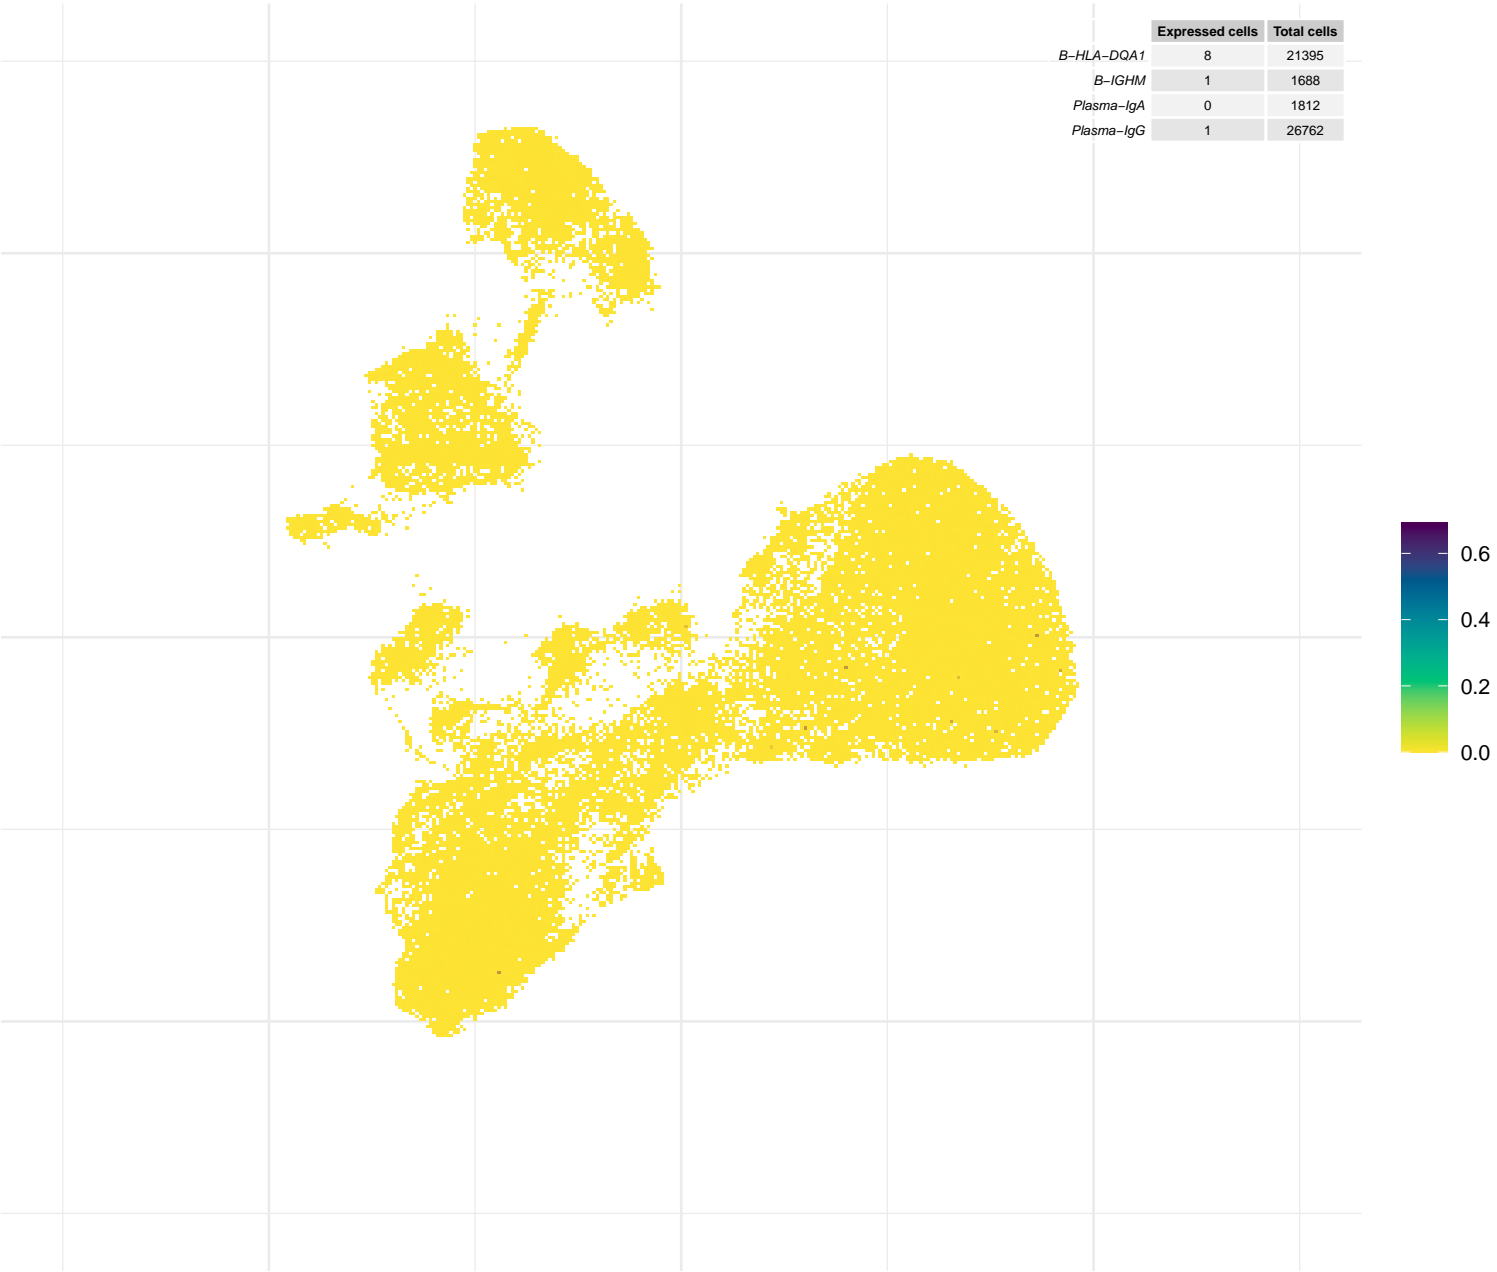 Expressed cells Total cells
B-HLA-DQA1 8 21395
B-IGHM 1 1688
Plasma-IgA 0 1812
Plasma-IgG 1 26762
0.6
0.4
0.2
0.0